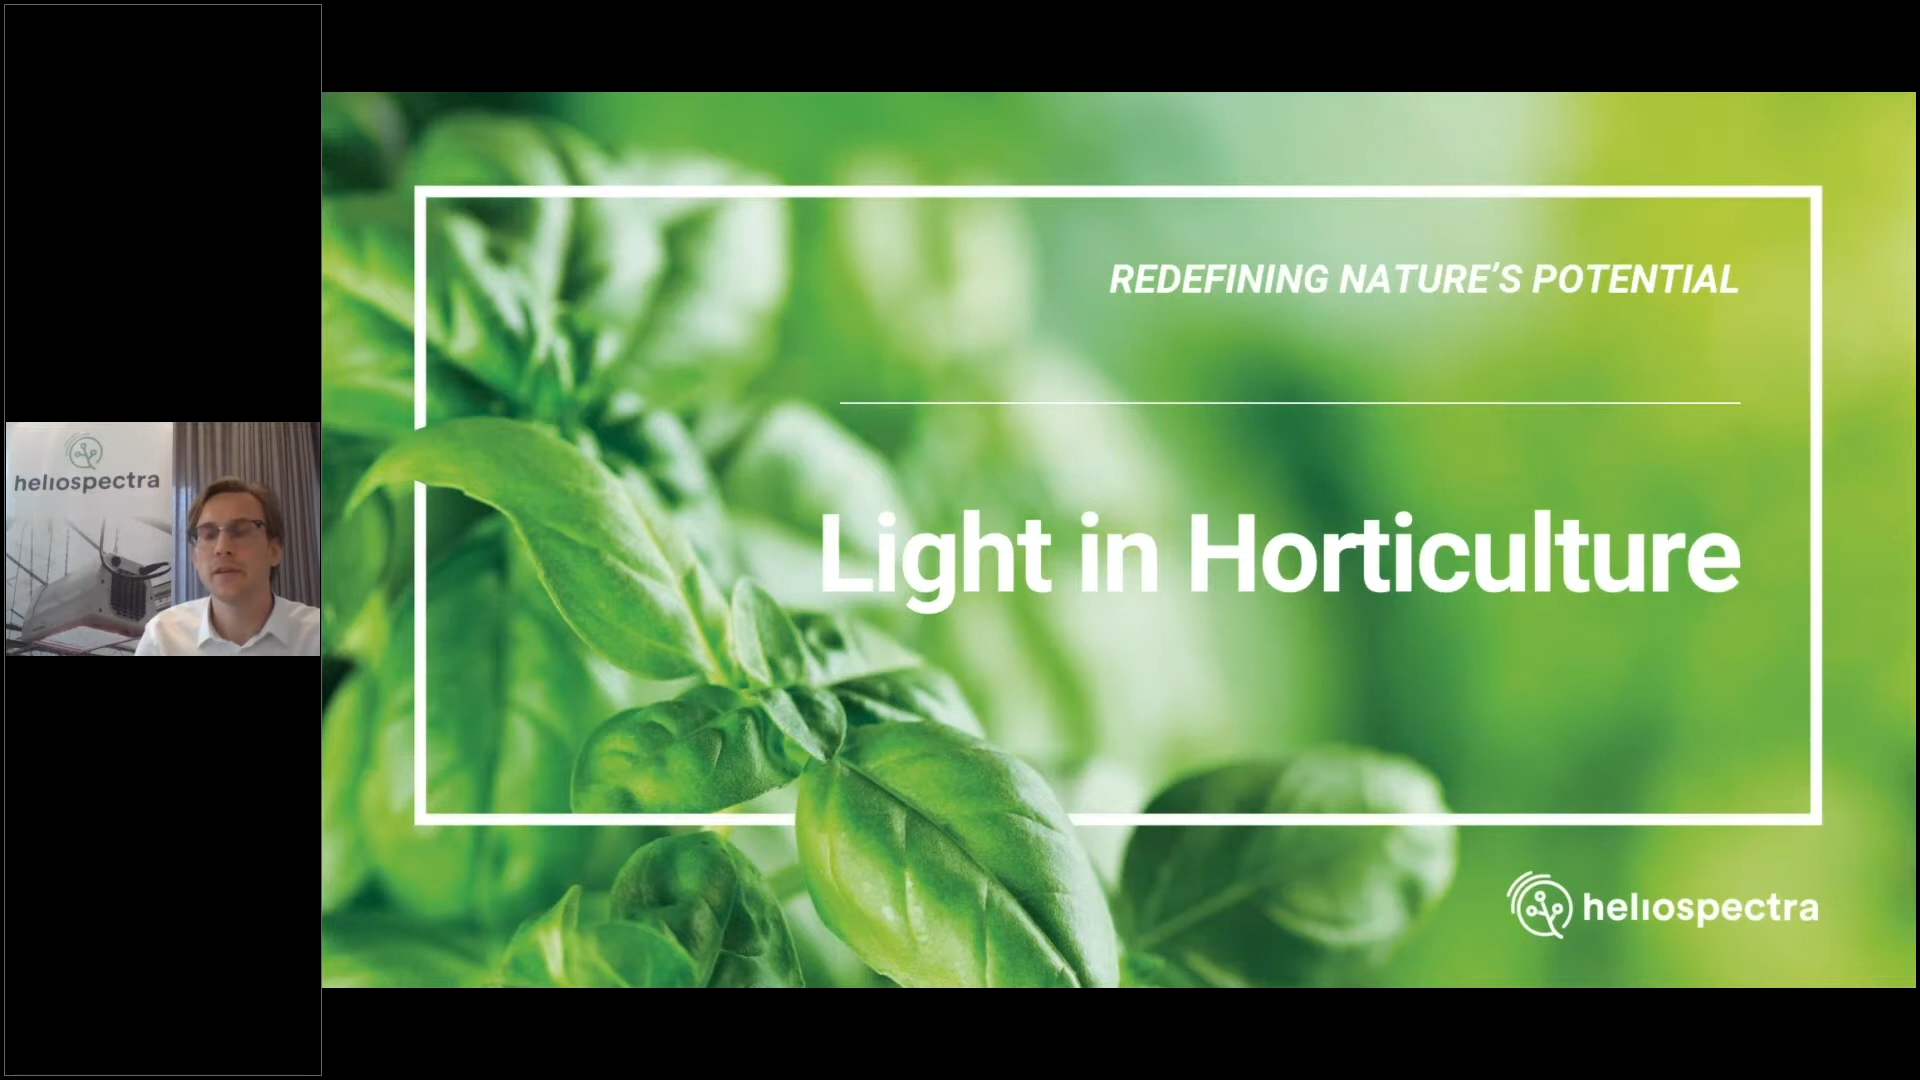 heliospectra
REDEFINING NATURE'S POTENTIAL
Light in Horticulture
heliospectra